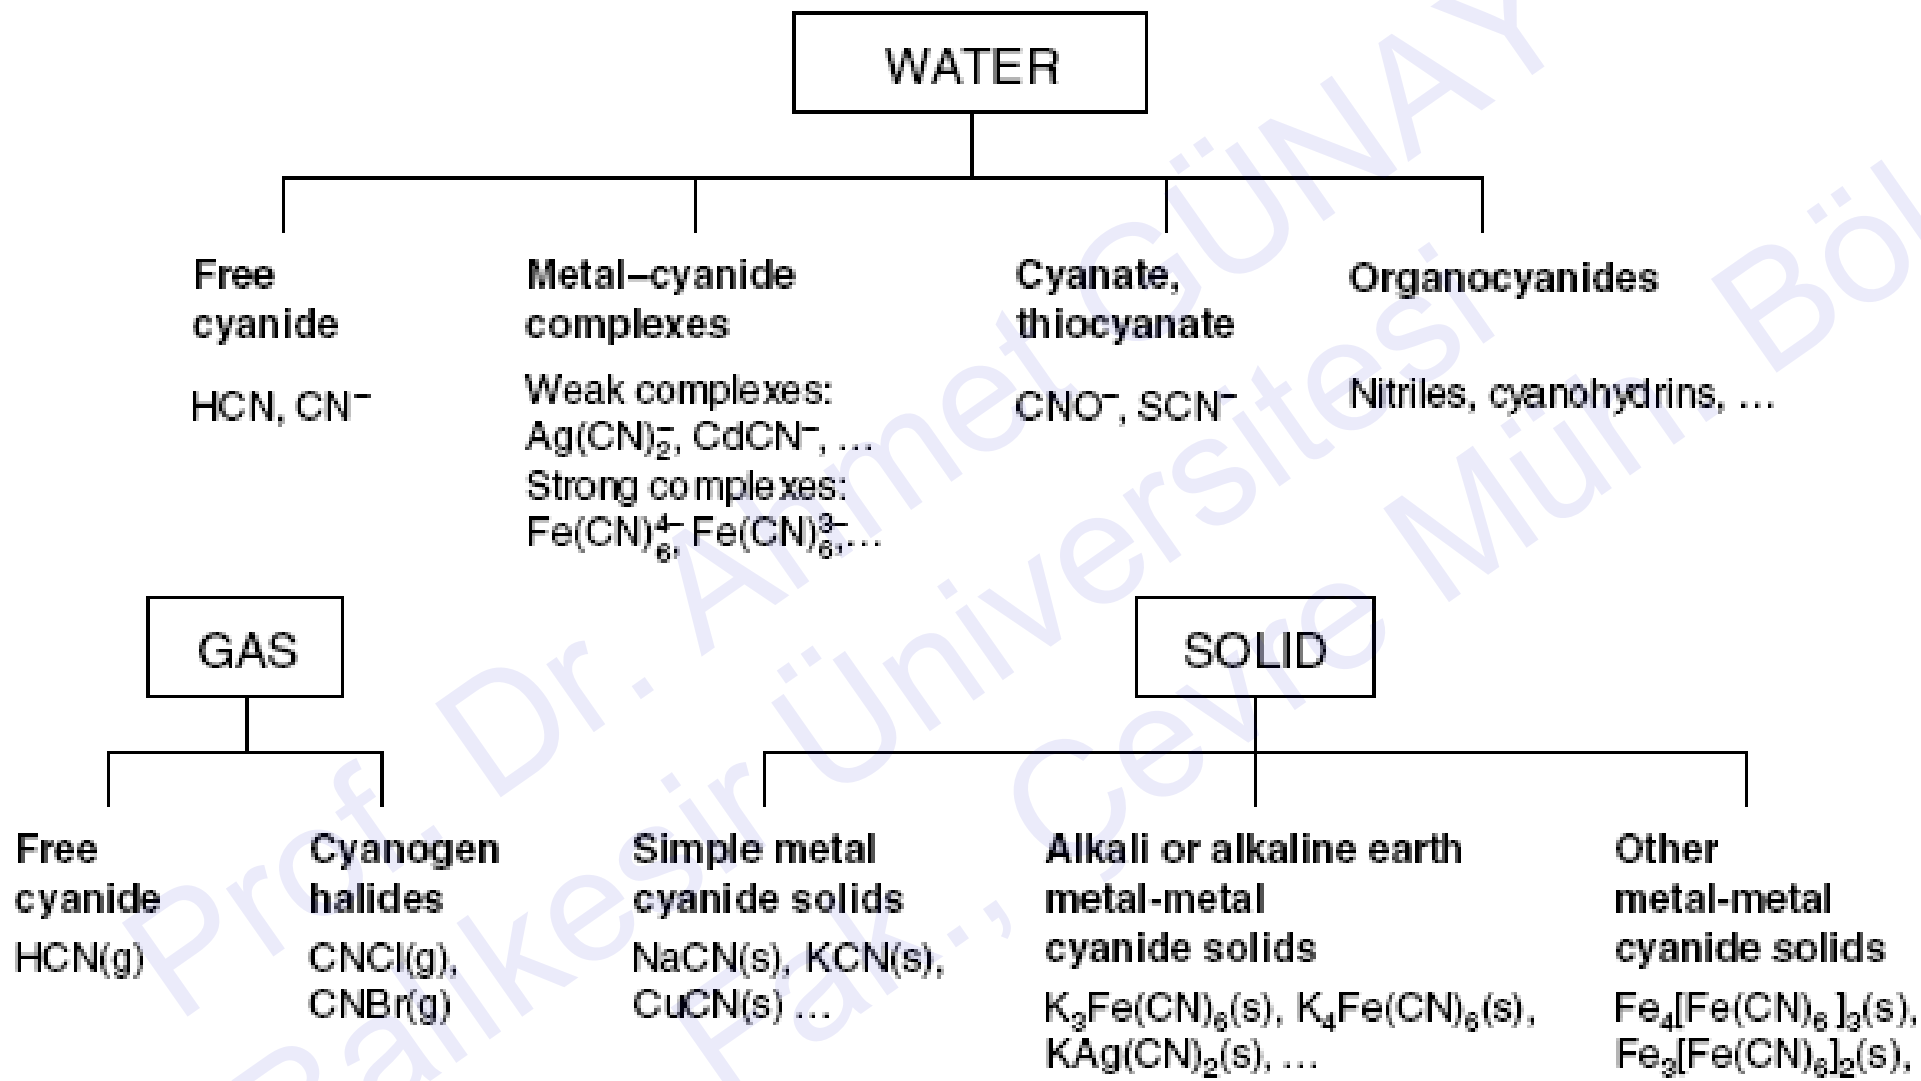 WATER
Free
cyanide
HCN, CN⁻
Metal–cyanide
complexes
Weak complexes:
Ag(CN)₂⁻, CdCN⁻, …
Strong complexes:
Fe(CN)₆⁴⁻, Fe(CN)₆³⁻, …
Cyanate,
thiocyanate
CNO⁻, SCN⁻
Organocyanides
Nitriles, cyanohydrins, …
GAS
Free
cyanide
HCN(g)
Cyanogen
halides
CNCl(g),
CNBr(g)
SOLID
Simple metal
cyanide solids
NaCN(s), KCN(s),
CuCN(s) …
Alkali or alkaline earth
metal-metal
cyanide solids
K₃Fe(CN)₆(s), K₄Fe(CN)₆(s),
KAg(CN)₂(s), …
Other
metal-metal
cyanide solids
Fe₄[Fe(CN)₆]₃(s),
Fe₃[Fe(CN)₆]₂(s),
Prof. Dr. Ahmet GÜNAY
Balıkesir Üniversitesi
Fak., Çevre Müh. Böl